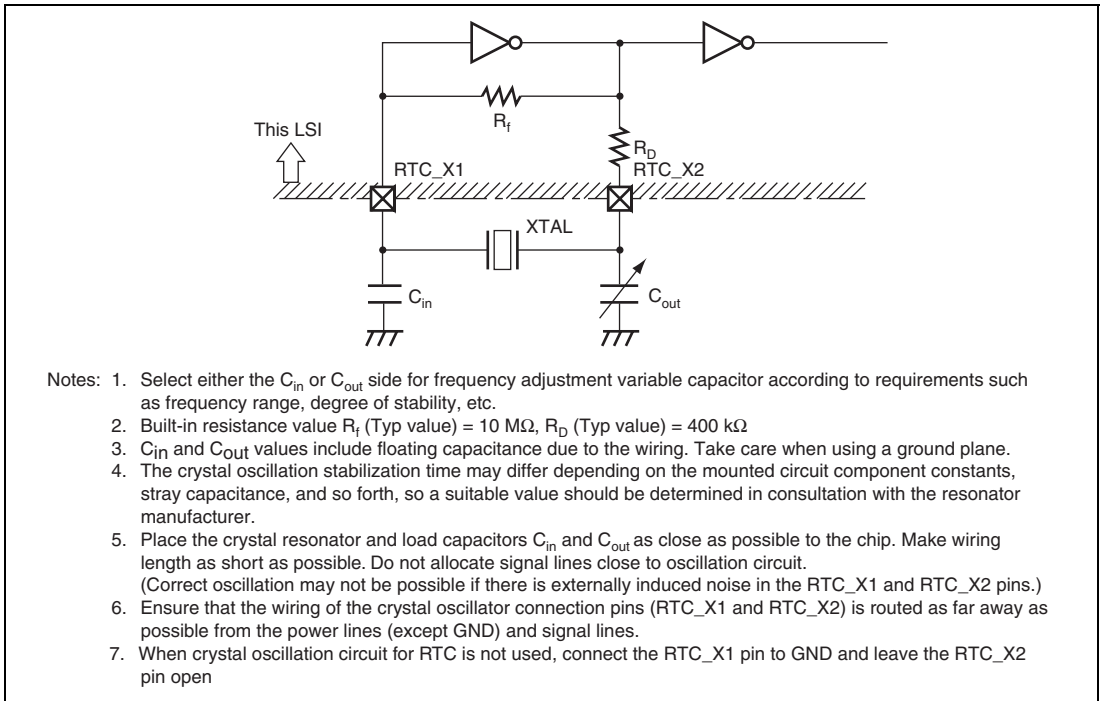 R_f
This LSI
R_D
RTC_X1
RTC_X2
XTAL
C_in
C_out
Notes: 1. Select either the C_in or C_out side for frequency adjustment variable capacitor according to requirements such
as frequency range, degree of stability, etc.
2. Built-in resistance value R_f (Typ value) = 10 MΩ, R_D (Typ value) = 400 kΩ
3. C_in and C_out values include floating capacitance due to the wiring. Take care when using a ground plane.
4. The crystal oscillation stabilization time may differ depending on the mounted circuit component constants,
stray capacitance, and so forth, so a suitable value should be determined in consultation with the resonator
manufacturer.
5. Place the crystal resonator and load capacitors C_in and C_out as close as possible to the chip. Make wiring
length as short as possible. Do not allocate signal lines close to oscillation circuit.
(Correct oscillation may not be possible if there is externally induced noise in the RTC_X1 and RTC_X2 pins.)
6. Ensure that the wiring of the crystal oscillator connection pins (RTC_X1 and RTC_X2) is routed as far away as
possible from the power lines (except GND) and signal lines.
7. When crystal oscillation circuit for RTC is not used, connect the RTC_X1 pin to GND and leave the RTC_X2
pin open